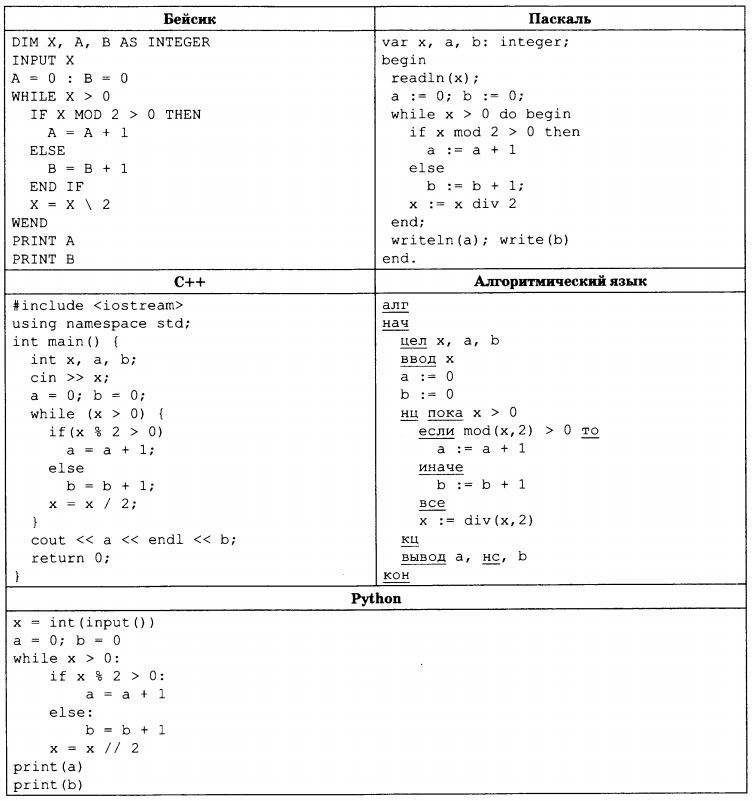 Бейсик
DIM X, A, B AS INTEGER
INPUT X
A = 0 : B = 0
WHILE X > 0
IF X MOD 2 > 0 THEN
A = A + 1
ELSE
B = B + 1
END IF
X = X \ 2
WEND
PRINT A
PRINT B
Паскаль
var x, a, b: integer;
begin
readln(x);
a := 0; b := 0;
while x > 0 do begin
if x mod 2 > 0 then
a := a + 1
else
b := b + 1;
x := x div 2
end;
writeln(a); write(b)
end.
C++
#include <iostream>
using namespace std;
int main() {
int x, a, b;
cin >> x;
a = 0; b = 0;
while (x > 0) {
if(x % 2 > 0)
a = a + 1;
else
b = b + 1;
x = x / 2;
}
cout << a << endl << b;
return 0;
}
Алгоритмический язык
алг
нач
цел x, a, b
ввод x
a := 0
b := 0
нц пока x > 0
если mod(x,2) > 0 то
a := a + 1
иначе
b := b + 1
все
x := div(x,2)
кц
вывод a, нс, b
кон
Python
x = int(input())
a = 0; b = 0
while x > 0:
if x % 2 > 0:
a = a + 1
else:
b = b + 1
x = x // 2
print(a)
print(b)